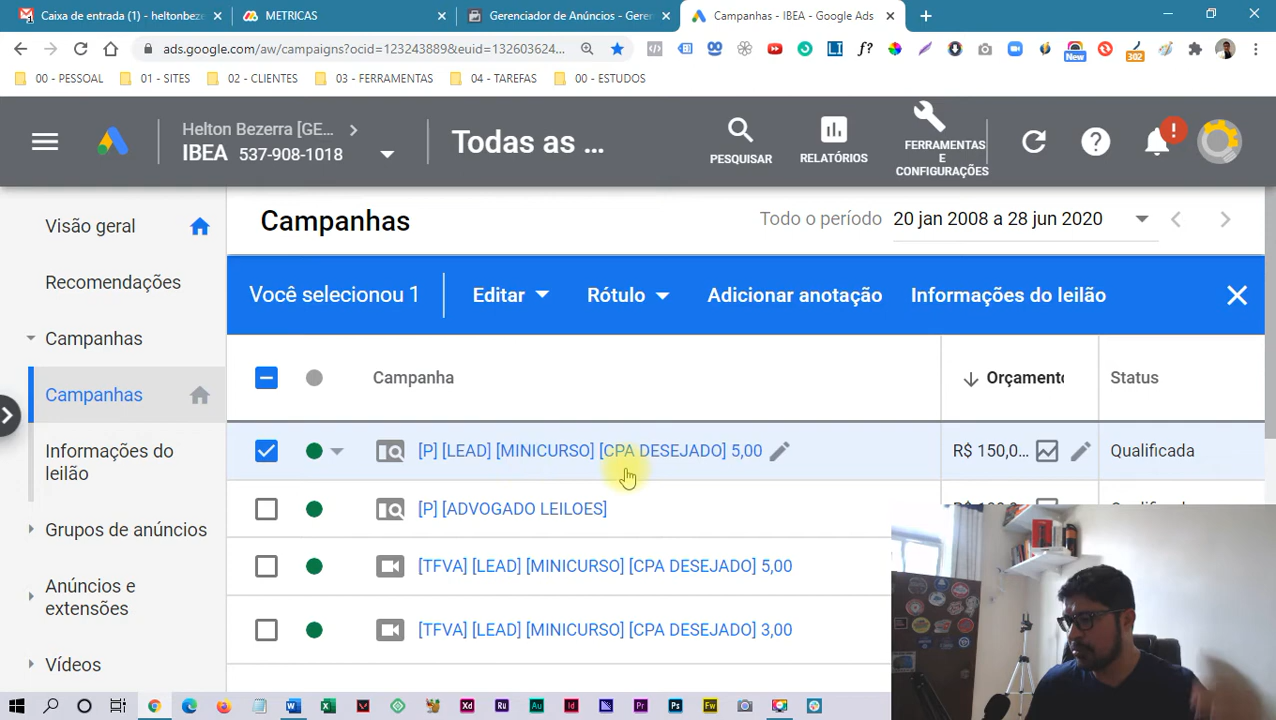 Caixa de entrada (1) - heltonbeze
METRICAS
Gerenciador de Anúncios - Geren
Campanhas - IBEA - Google Ads
ads.google.com/aw/campaigns?ocid=123243889&euid=132603624...
f?
New
302
00 - PESSOAL
01 - SITES
02 - CLIENTES
03 - FERRAMENTAS
04 - TAREFAS
00 - ESTUDOS
Helton Bezerra [GE...
IBEA 537-908-1018
Todas as ...
PESQUISAR
RELATÓRIOS
FERRAMENTAS
E
CONFIGURAÇÕES
Visão geral
Recomendações
Campanhas
Campanhas
Informações do
leilão
Grupos de anúncios
Anúncios e
extensões
Vídeos
Campanhas
Todo o período
20 jan 2008 a 28 jun 2020
Você selecionou 1
Editar
Rótulo
Adicionar anotação
Informações do leilão
Campanha
Orçamento
Status
[P] [LEAD] [MINICURSO] [CPA DESEJADO] 5,00
R$ 150,0...
Qualificada
[P] [ADVOGADO LEILOES]
[TFVA] [LEAD] [MINICURSO] [CPA DESEJADO] 5,00
[TFVA] [LEAD] [MINICURSO] [CPA DESEJADO] 3,00